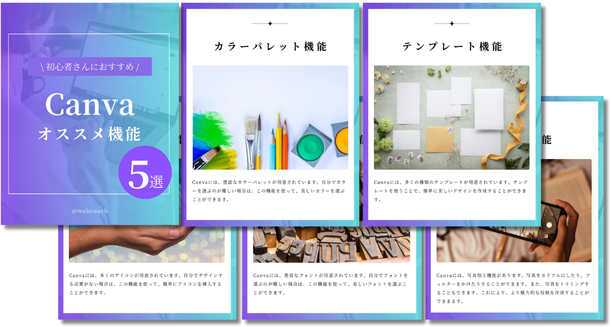 \ 初心者さんにおすすめ /
Canva
オススメ機能
5選
カラーパレット機能
Canvaには、豊富なカラーパレットが用意されています。自分でカラ
ーを選ぶのが難しい場合は、この機能を使って、美しいカラーを選ぶ
ことができます。
テンプレート機能
Canvaには、多くの種類のテンプレートが用意されています。テンプ
レートを使うことで、簡単に美しいデザインを作成することができま
す。
Canvaには、多くのアイコンが用意されています。自分でデザインす
る必要がない場合は、この機能を使って、簡単にアイコンを挿入する
ことができます。
Canvaには、豊富なフォントが用意されています。自分でフォントを
選ぶのが難しい場合は、この機能を使って、美しいフォントを選ぶこ
とができます。
能
Canvaには、写真加工機能があります。写真をカラフルにしたり、フ
ィルターをかけたりすることもできます。また、写真をトリミングす
ることもできます。これにより、より魅力的な投稿を作成することが
できます。